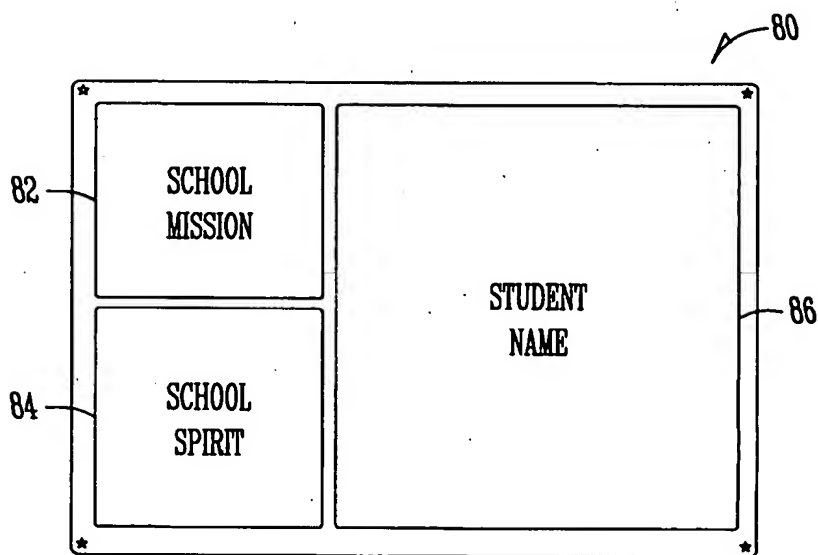 80
82
SCHOOL
MISSION
STUDENT
NAME
86
84
SCHOOL
SPIRIT